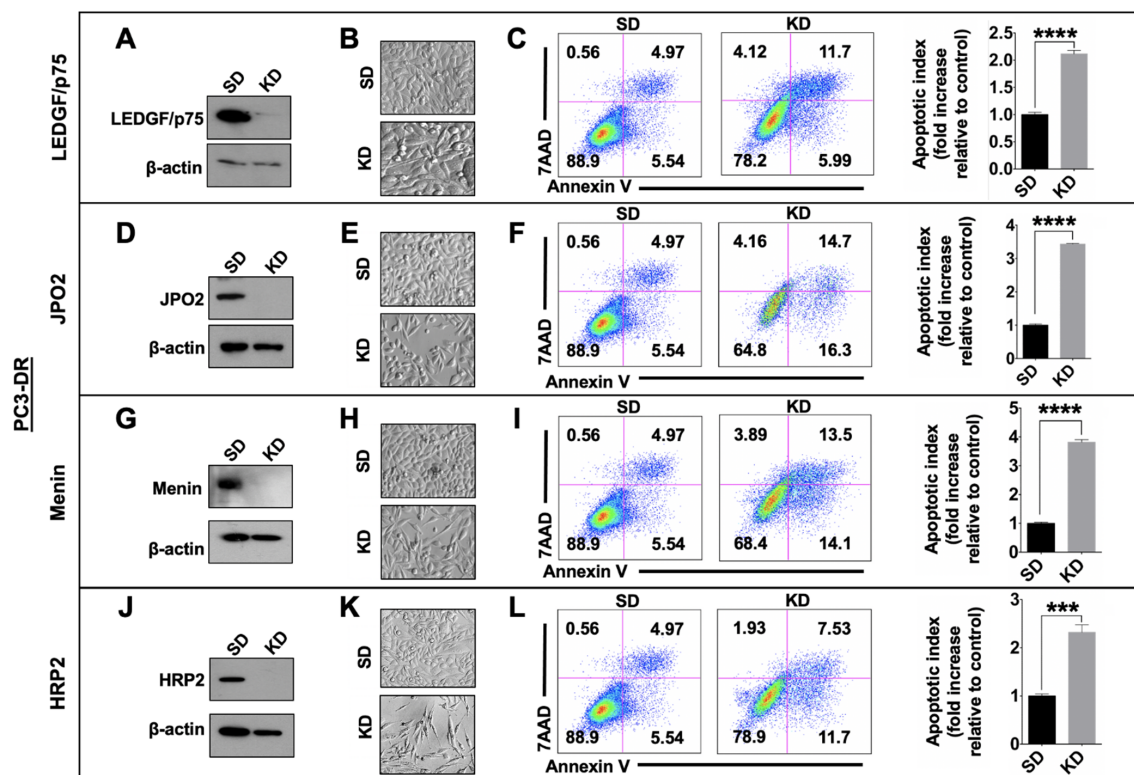 PC3-DR
LEDGF/p75
A
SD
KD
LEDGF/p75
β-actin
B
SD
KD
C
SD
KD
0.56
4.97
88.9
5.54
4.12
11.7
78.2
5.99
7AAD
Annexin V
Apoptotic index
(fold increase
relative to control)
2.5
2.0
1.5
1.0
0.5
0.0
****
SD
KD
JPO2
D
SD
KD
JPO2
β-actin
E
SD
KD
F
SD
KD
0.56
4.97
88.9
5.54
4.16
14.7
64.8
16.3
7AAD
Annexin V
Apoptotic index
(fold increase
relative to control)
4
3
2
1
0
****
SD
KD
Menin
G
SD
KD
Menin
β-actin
H
SD
KD
I
SD
KD
0.56
4.97
88.9
5.54
3.89
13.5
68.4
14.1
7AAD
Annexin V
Apoptotic index
(fold increase
relative to control)
5
4
3
2
1
0
****
SD
KD
HRP2
J
SD
KD
HRP2
β-actin
K
SD
KD
L
SD
KD
0.56
4.97
88.9
5.54
1.93
7.53
78.9
11.7
7AAD
Annexin V
Apoptotic index
(fold increase
relative to control)
3
2
1
0
***
SD
KD